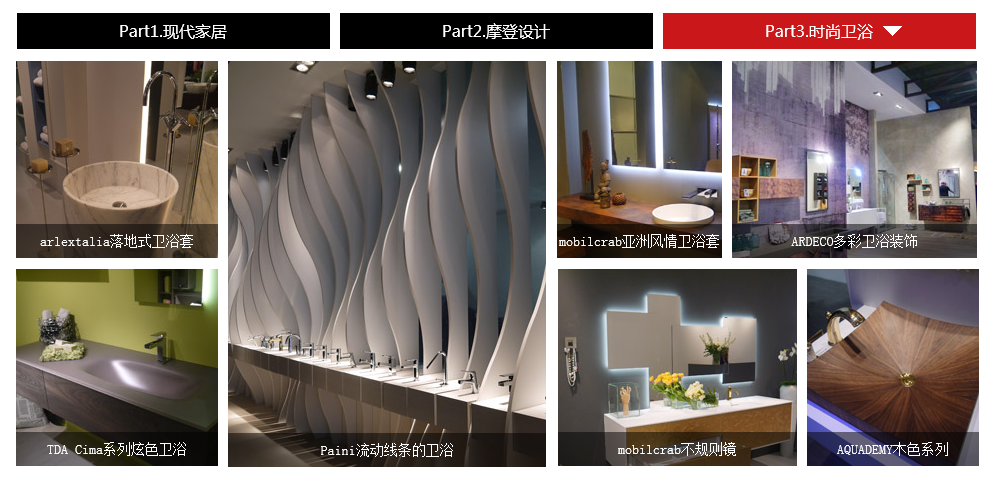 Part1.现代家居
Part2.摩登设计
Part3.时尚卫浴
arlextalia落地式卫浴套
mobilcrab亚洲风情卫浴套
ARDECO多彩卫浴装饰
TDA Cima系列炫色卫浴
Paini流动线条的卫浴
mobilcrab不规则镜
AQUADEMY木色系列